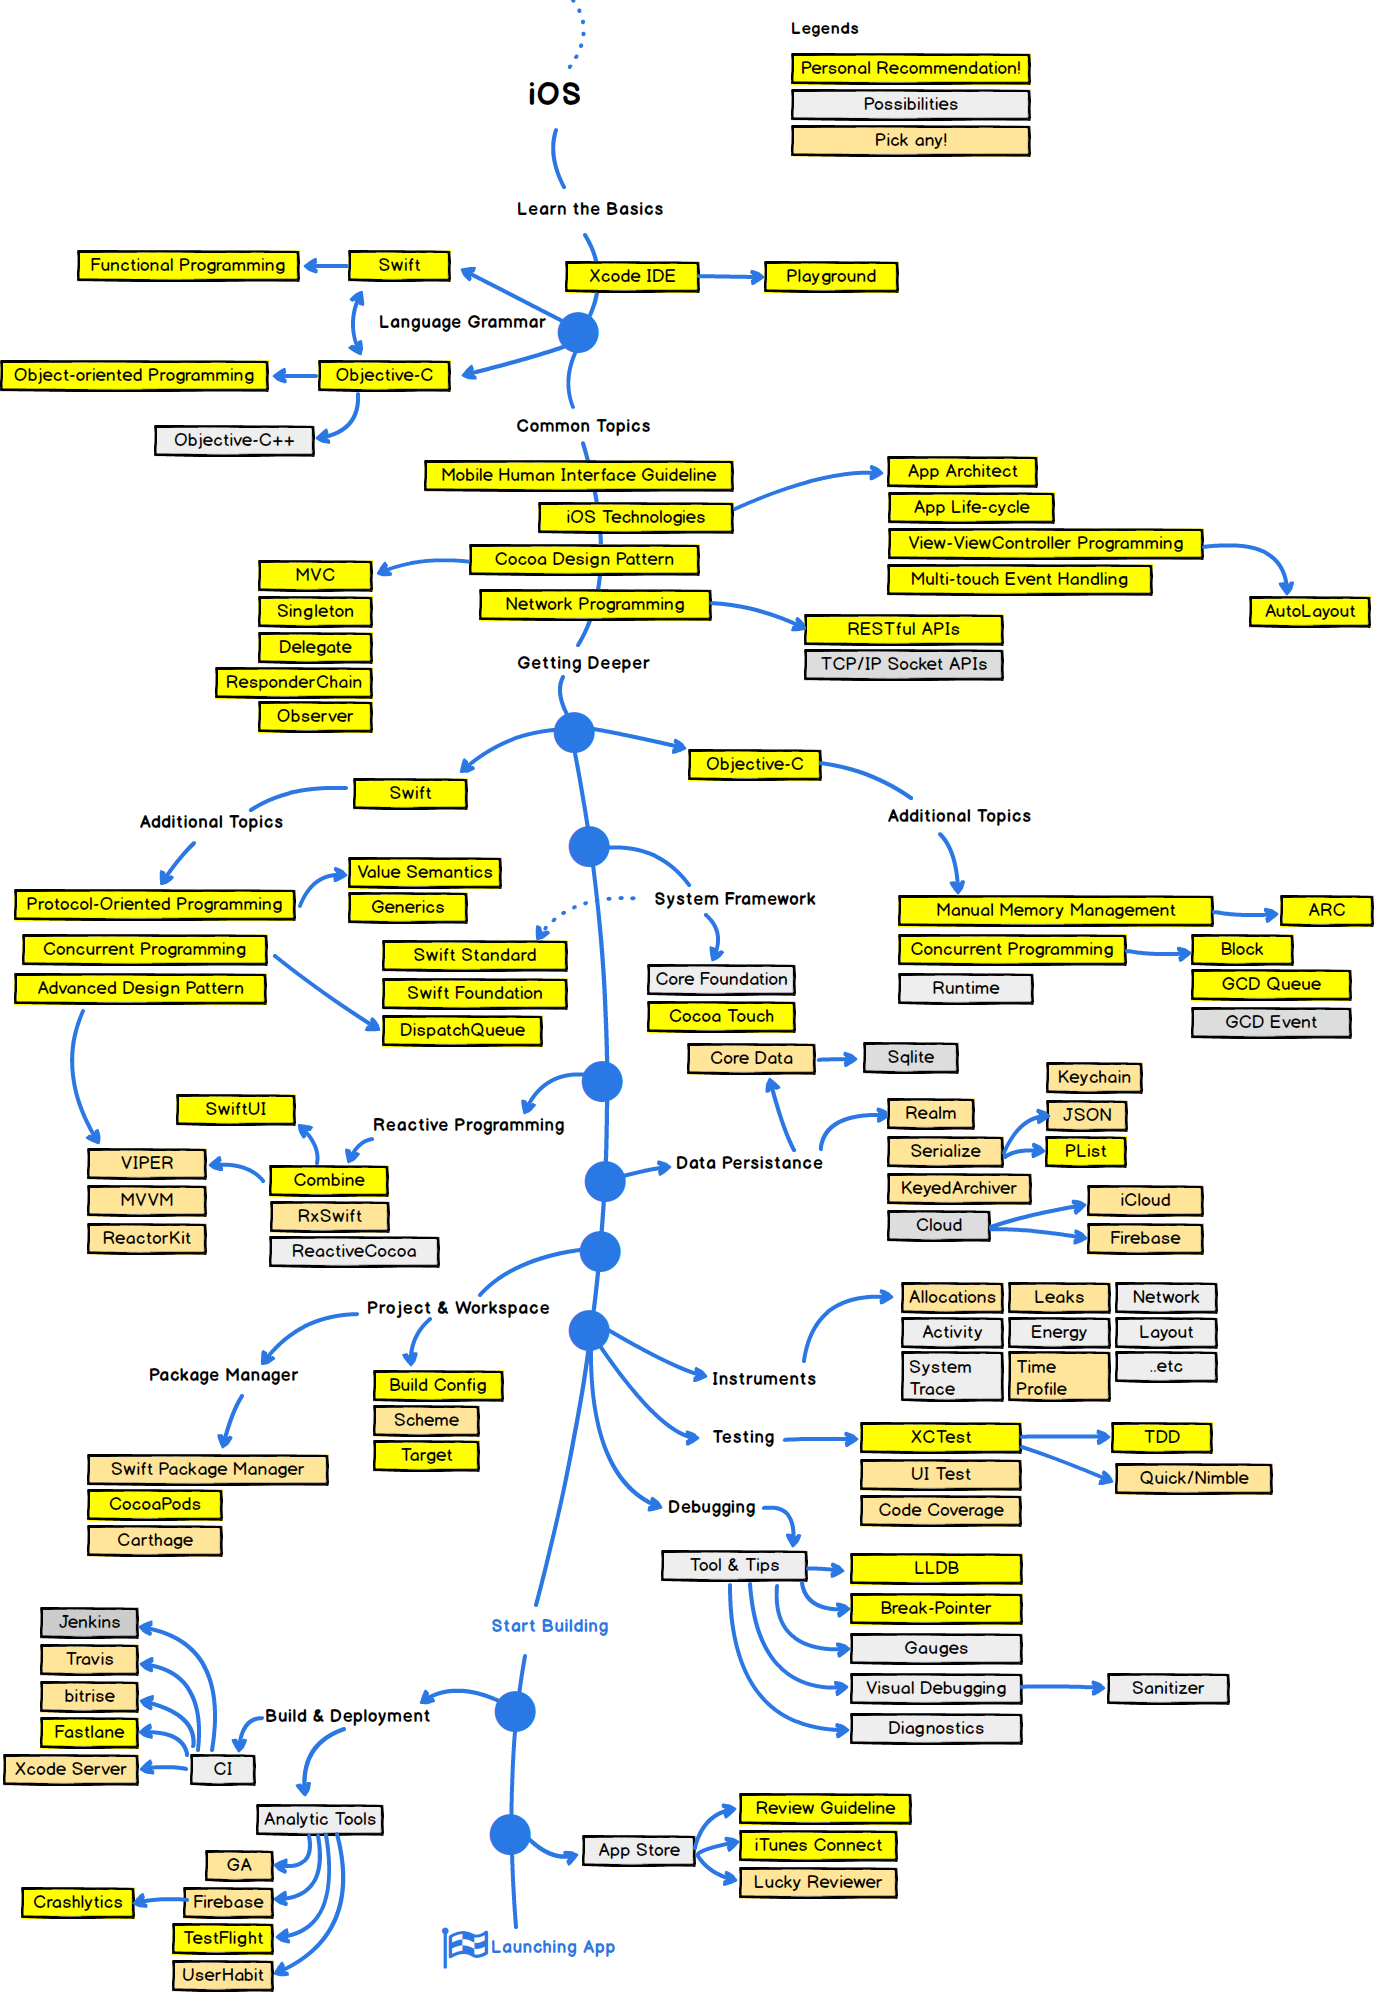 Legends
Personal Recommendation!
Possibilities
Pick any!
iOS
Learn the Basics
Functional Programming
Swift
Xcode IDE
Playground
Language Grammar
Object-oriented Programming
Objective-C
Objective-C++
Common Topics
Mobile Human Interface Guideline
iOS Technologies
Cocoa Design Pattern
Network Programming
App Architect
App Life-cycle
View-ViewController Programming
Multi-touch Event Handling
AutoLayout
MVC
Singleton
Delegate
ResponderChain
Observer
RESTful APIs
TCP/IP Socket APIs
Getting Deeper
Swift
Objective-C
Additional Topics
Additional Topics
Protocol-Oriented Programming
Concurrent Programming
Advanced Design Pattern
Value Semantics
Generics
System Framework
Swift Standard
Swift Foundation
DispatchQueue
Core Foundation
Cocoa Touch
Manual Memory Management
ARC
Concurrent Programming
Runtime
Block
GCD Queue
GCD Event
Core Data
Sqlite
Keychain
Realm
JSON
Serialize
PList
KeyedArchiver
Cloud
iCloud
Firebase
Data Persistance
Reactive Programming
SwiftUI
VIPER
MVVM
ReactorKit
Combine
RxSwift
ReactiveCocoa
Project & Workspace
Package Manager
Build Config
Scheme
Target
Swift Package Manager
CocoaPods
Carthage
Instruments
Allocations
Leaks
Network
Activity
Energy
Layout
System
Trace
Time
Profile
..etc
Testing
XCTest
TDD
UI Test
Quick/Nimble
Code Coverage
Debugging
Tool & Tips
LLDB
Break-Pointer
Gauges
Visual Debugging
Sanitizer
Diagnostics
Start Building
Jenkins
Travis
bitrise
Fastlane
Xcode Server
CI
Build & Deployment
Analytic Tools
GA
Firebase
Crashlytics
TestFlight
UserHabit
App Store
Review Guideline
iTunes Connect
Lucky Reviewer
Launching App